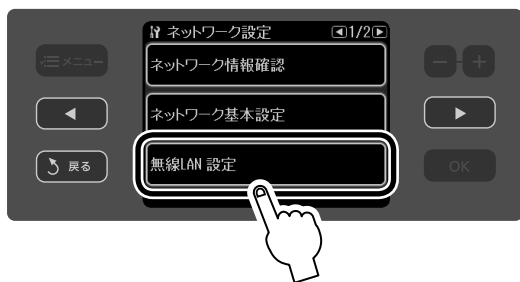 ネットワーク設定 1/2
メニュー
ネットワーク情報確認
ネットワーク基本設定
戻る
無線LAN 設定
OK